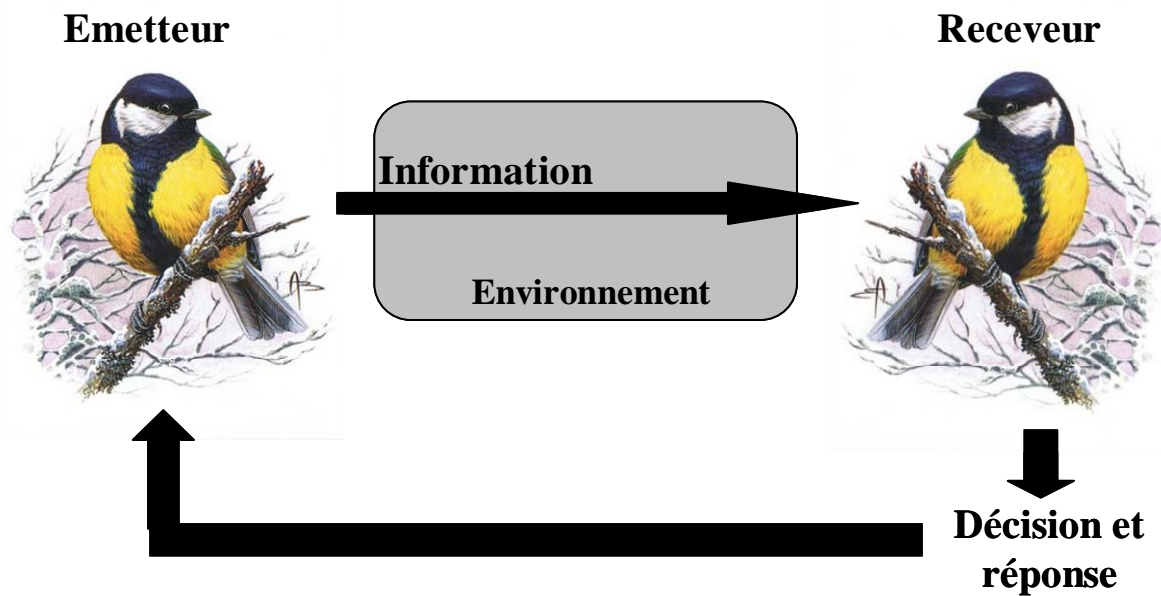 Emetteur
Receveur
Information
Environnement
Décision et
réponse